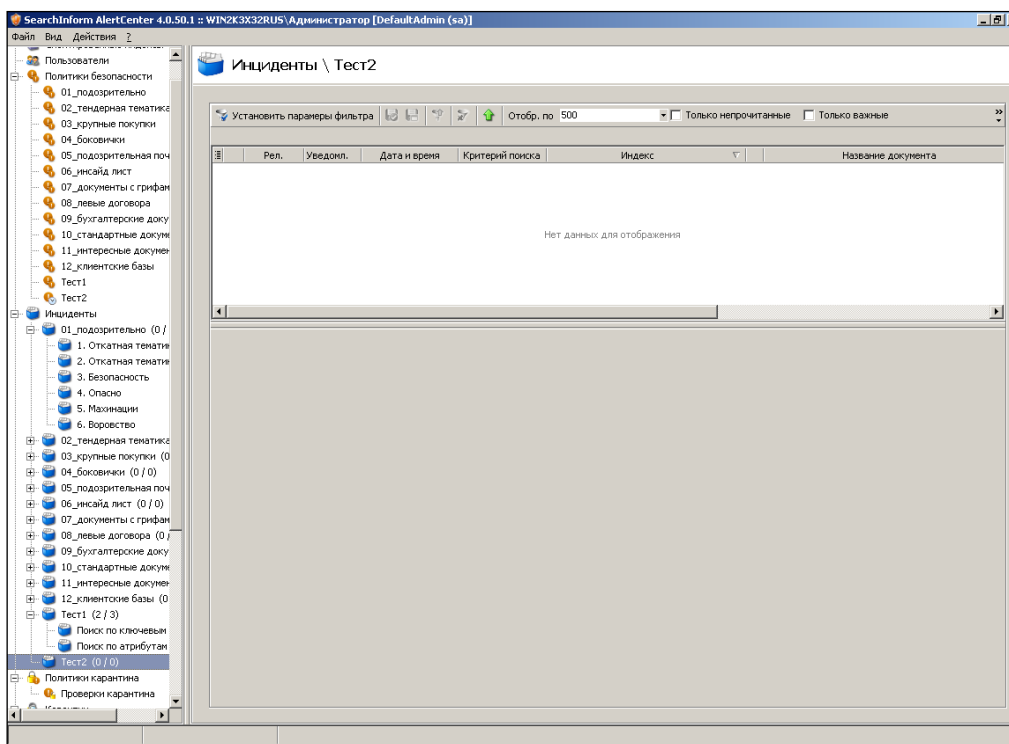 SearchInform AlertCenter 4.0.50.1 :: WIN2K3X32RUS\Администратор [DefaultAdmin (sa)]
Файл Вид Действия ?
Пользователи
Политики безопасности
01_подозрительно
02_тендерная тематика
03_крупные покупки
04_боковички
05_подозрительная поч
06_инсайд лист
07_документы с грифам
08_левые договора
09_бухгалтерские доку
10_стандартные докуме
11_интересные докумен
12_клиентские базы
Тест1
Тест2
Инциденты
01_подозрительно (0 /
1. Откатная темати
2. Откатная темати
3. Безопасность
4. Опасно
5. Махинации
6. Воровство
02_тендерная тематика
03_крупные покупки (0
04_боковички (0 / 0)
05_подозрительная поч
06_инсайд лист (0 / 0)
07_документы с грифам
08_левые договора (0 /
09_бухгалтерские доку
10_стандартные докуме
11_интересные докумен
12_клиентские базы (0
Тест1 (2 / 3)
Поиск по ключевым
Поиск по атрибутам
Тест2 (0 / 0)
Политики карантина
Проверки карантина
Инциденты \ Тест2
Установить парамеры фильтра Отобр. по 500 Только непрочитанные Только важные
Рел. Уведомл. Дата и время Критерий поиска Индекс Название документа
Нет данных для отображения